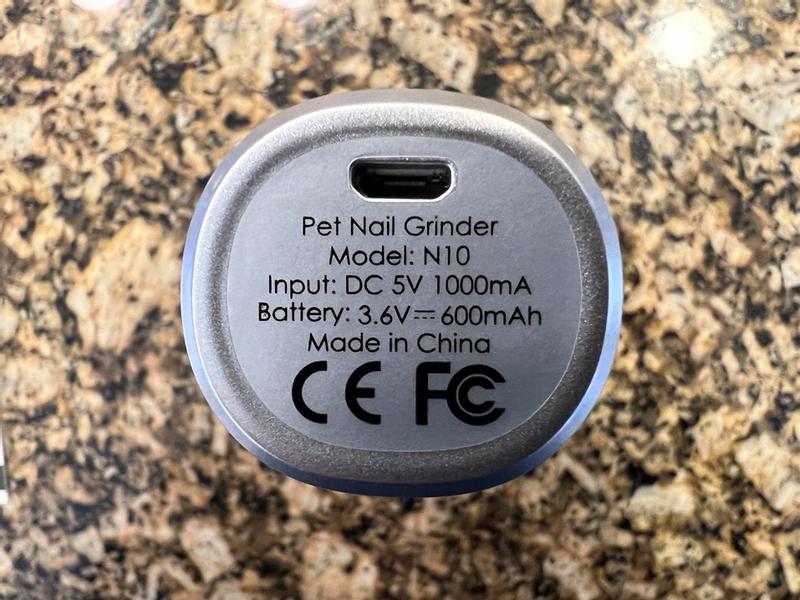 Pet Nail Grinder
Model: N10
Input: DC 5V 1000mA
Battery: 3.6V⎓600mAh
Made in China
CE FC